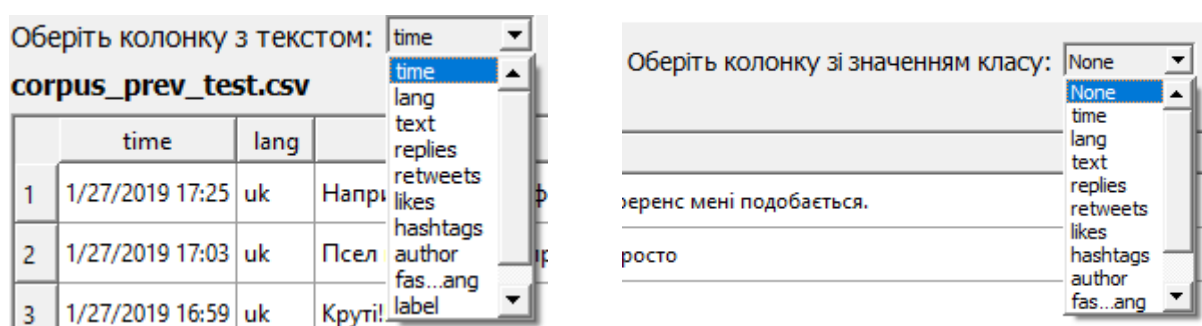 Оберіть колонку з текстом: time
time
lang
text
replies
retweets
likes
hashtags
author
fas...ang
label
corpus_prev_test.csv
time lang
1 1/27/2019 17:25 uk
2 1/27/2019 17:03 uk Псел
3 1/27/2019 16:59 uk Круті!
Оберіть колонку зі значенням класу: None
None
time
lang
text
replies
retweets
likes
hashtags
author
fas...ang
мені подобається.